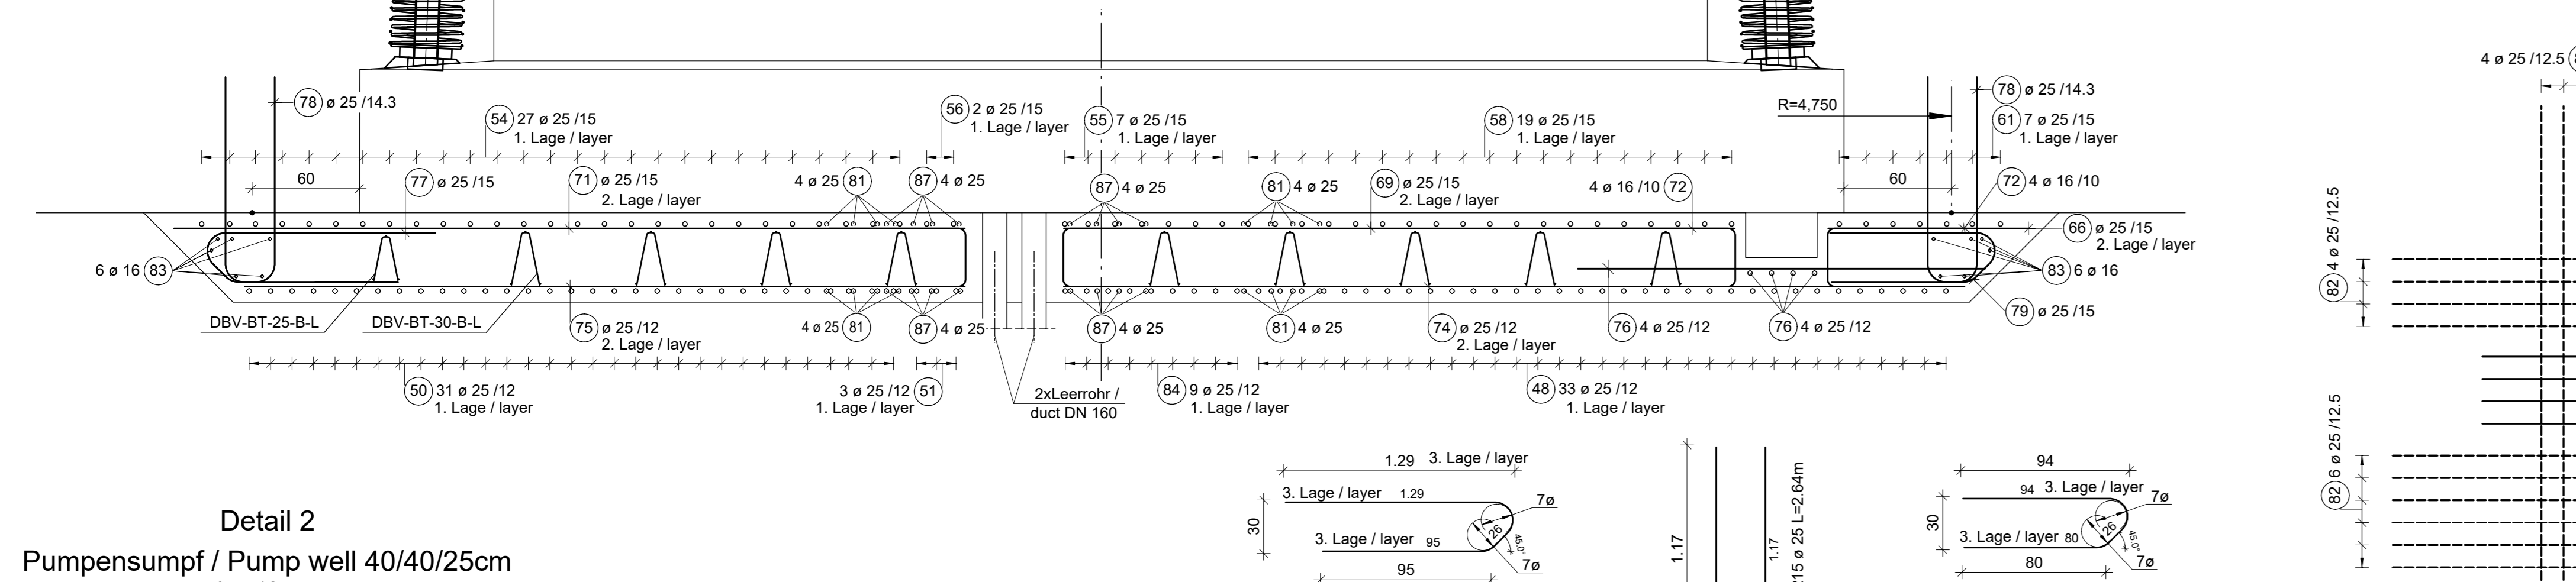 4 ø 25 /12.5
78 ø 25 /14.3
54 27 ø 25 /15
1. Lage / layer
56 2 ø 25 /15
1. Lage / layer
55 7 ø 25 /15
1. Lage / layer
58 19 ø 25 /15
1. Lage / layer
R=4,750
78 ø 25 /14.3
61 7 ø 25 /15
1. Lage / layer
60
77 ø 25 /15
71 ø 25 /15
2. Lage / layer
4 ø 25 81
87 4 ø 25
87 4 ø 25
81 4 ø 25
69 ø 25 /15
2. Lage / layer
4 ø 16 /10 72
60
72 4 ø 16 /10
66 ø 25 /15
2. Lage / layer
6 ø 16 83
83 6 ø 16
79 ø 25 /15
DBV-BT-25-B-L
DBV-BT-30-B-L
75 ø 25 /12
2. Lage / layer
4 ø 25 81
87 4 ø 25
87 4 ø 25
81 4 ø 25
74 ø 25 /12
2. Lage / layer
76 4 ø 25 /12
76 4 ø 25 /12
50 31 ø 25 /12
1. Lage / layer
3 ø 25 /12 51
1. Lage / layer
2xLeerrohr /
duct DN 160
84 9 ø 25 /12
1. Lage / layer
48 33 ø 25 /12
1. Lage / layer
82 4 ø 25 /12.5
82 6 ø 25 /12.5
Detail 2
Pumpensumpf / Pump well 40/40/25cm
1.29 3. Lage / layer
3. Lage / layer 1.29
7ø
30
26
45.0°
3. Lage / layer 95
7ø
95
1.17
1.17
15 ø 25 L=2.64m
94
94 3. Lage / layer
7ø
30
26
45.0°
3. Lage / layer 80
7ø
80